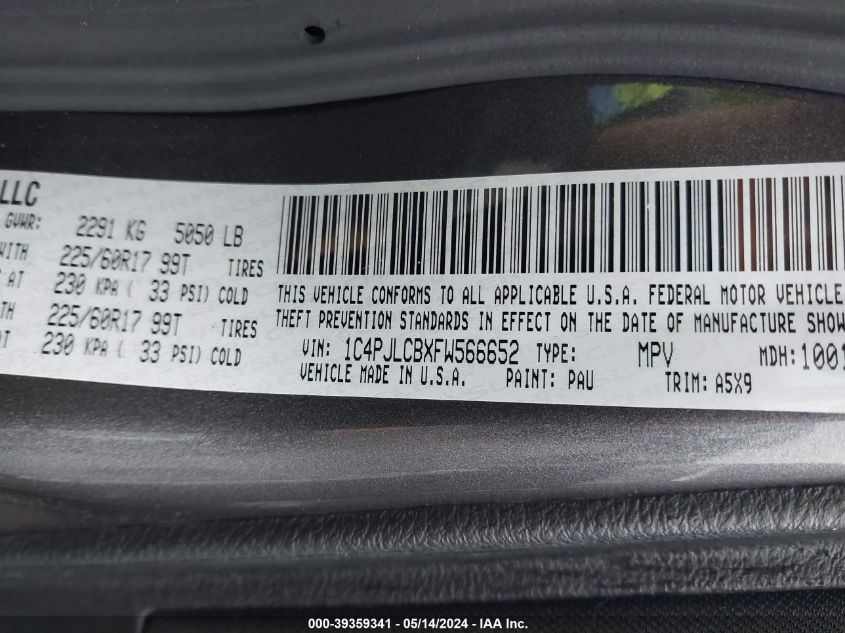 LLC
GVWR: 2291 KG 5050 LB
WITH 225/60R17 99T TIRES
AT 230 KPA ( 33 PSI) COLD
225/60R17 99T TIRES
230 KPA ( 33 PSI) COLD
THIS VEHICLE CONFORMS TO ALL APPLICABLE U.S.A. FEDERAL MOTOR VEHICLE
THEFT PREVENTION STANDARDS IN EFFECT ON THE DATE OF MANUFACTURE SHOW
VIN: 1C4PJLCBXFW566652 TYPE: MPV MDH:1001
VEHICLE MADE IN U.S.A. PAINT: PAU TRIM: A5X9
000-39359341 / 05/14/2024 - IAA Inc.